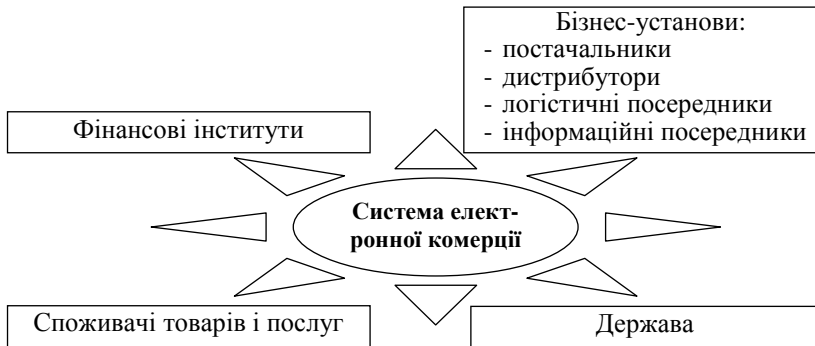 Бізнес-установи:
- постачальники
- дистрибутори
- логістичні посередники
- інформаційні посередники
Фінансові інститути
Система елект-
ронної комерції
Споживачі товарів і послуг
Держава